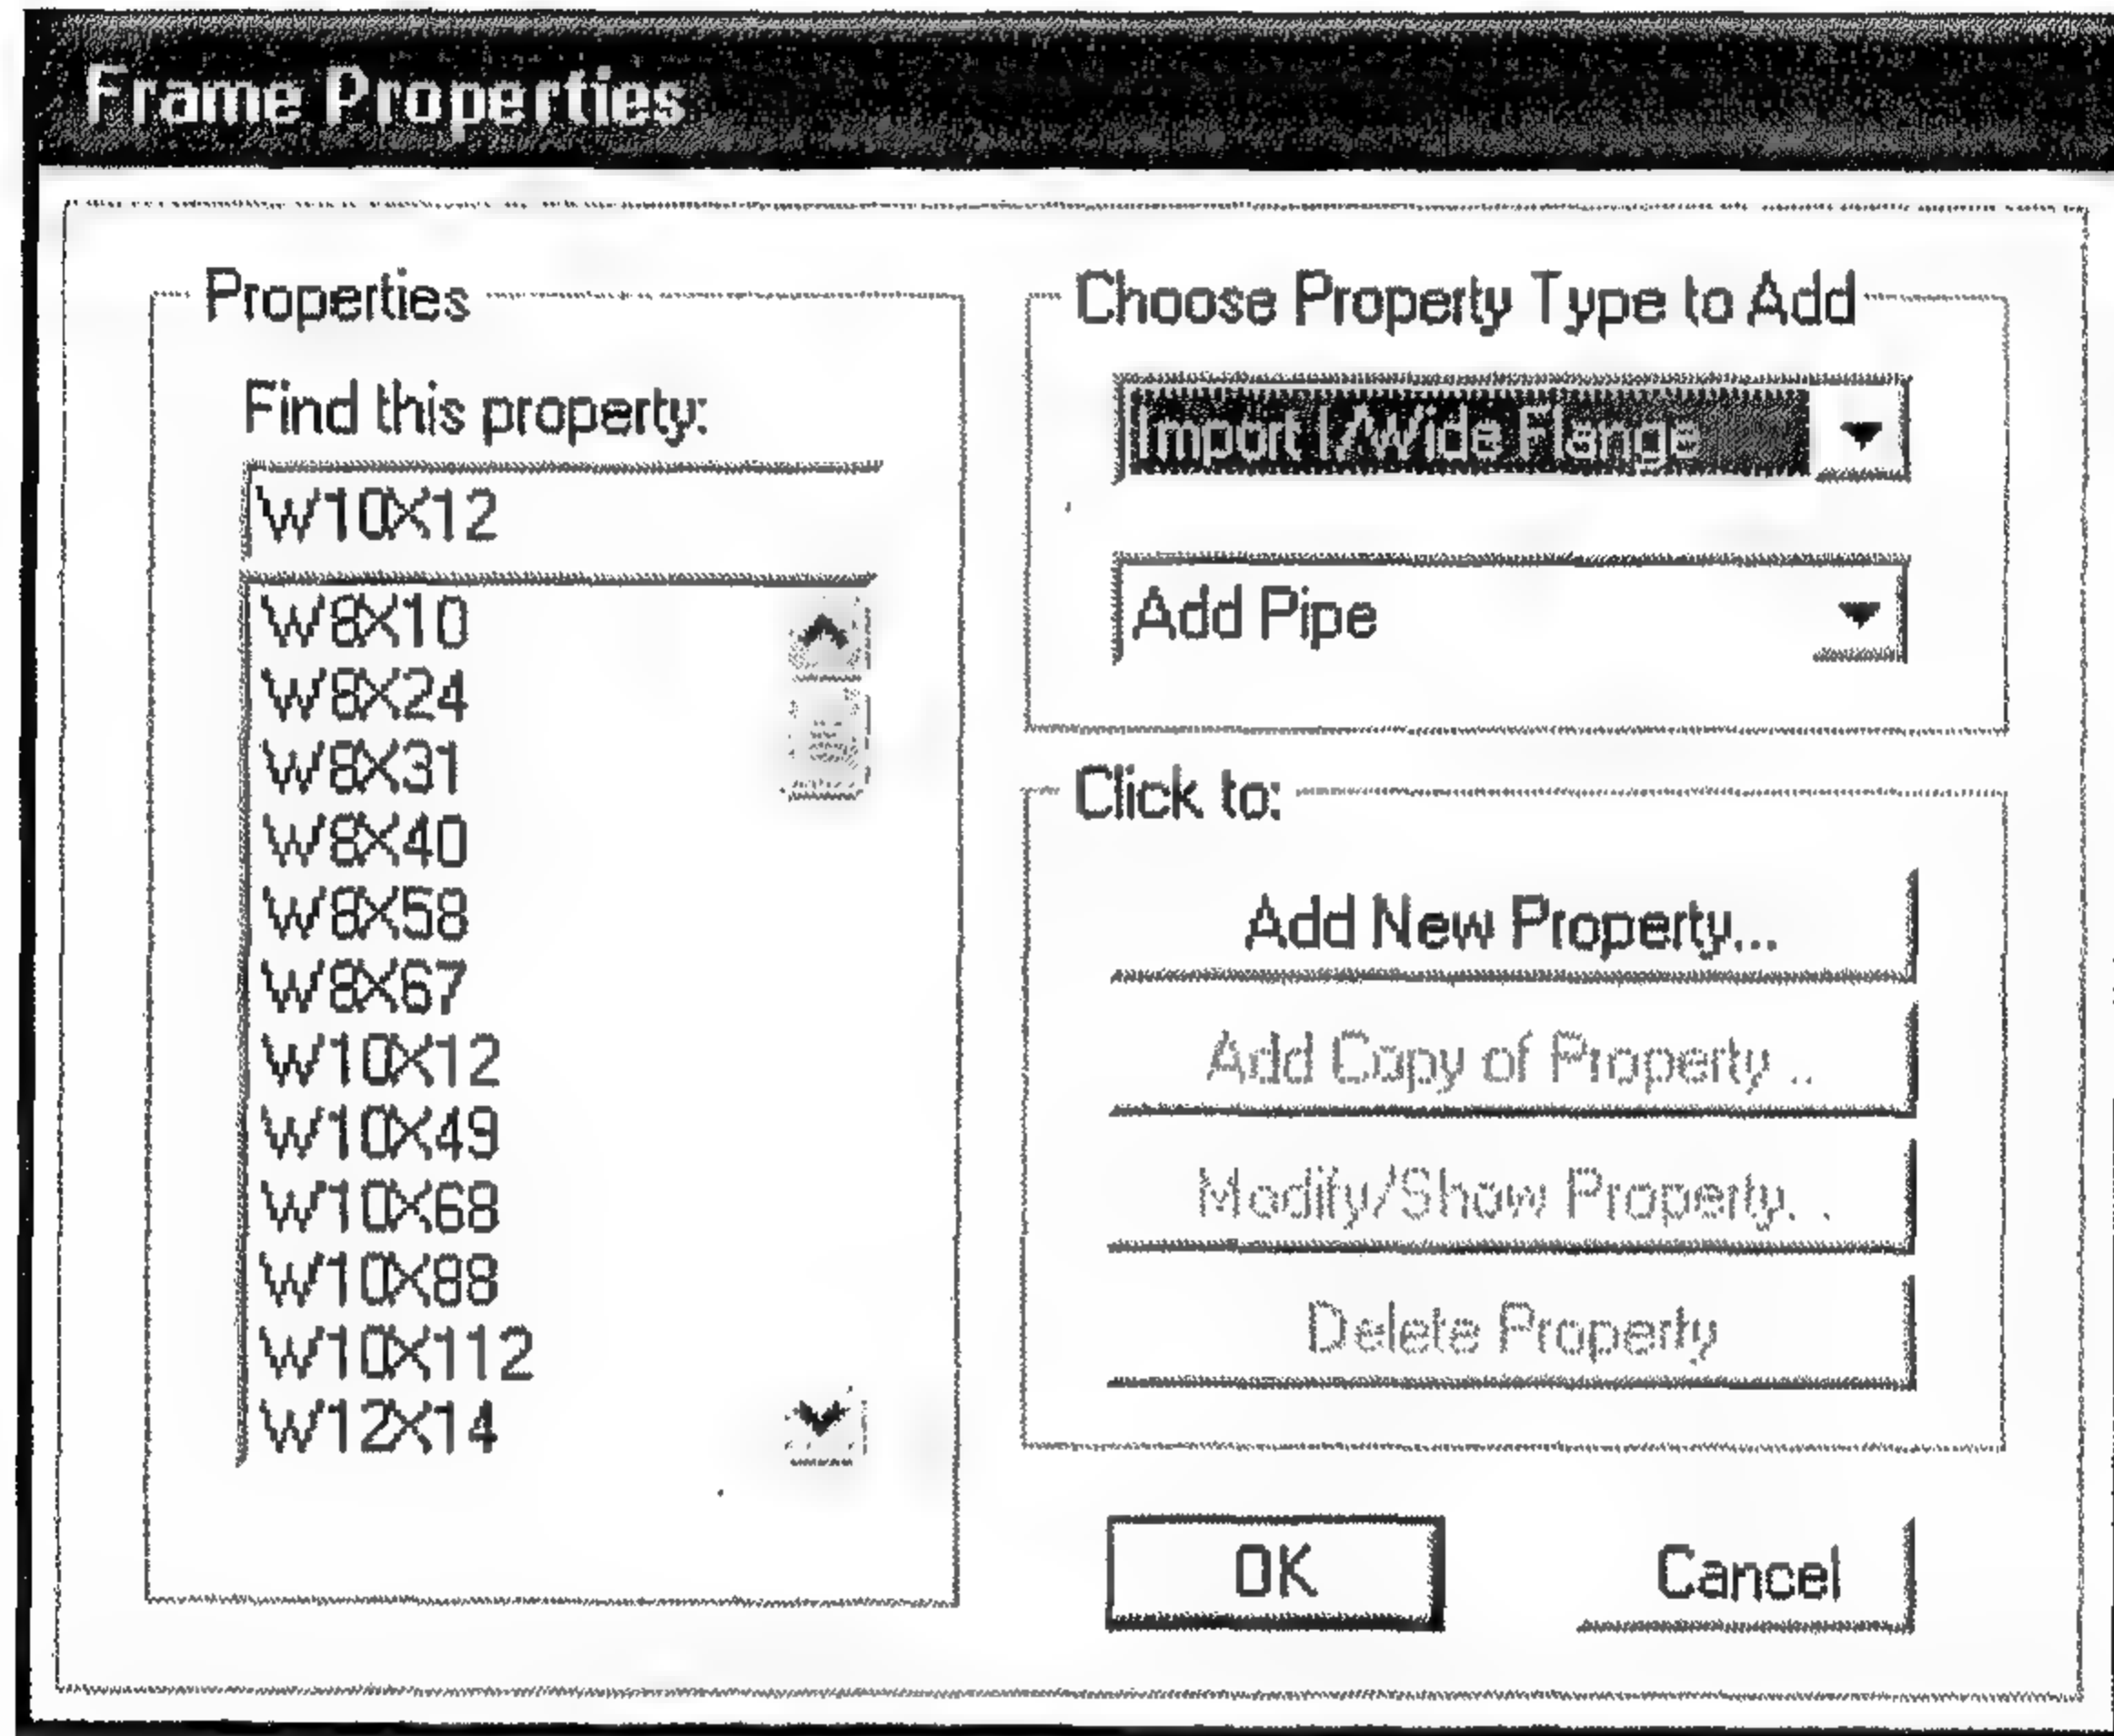 Frame Properties
Properties
Find this property:
W10X12
W8X10
W8X24
W8X31
W8X40
W8X58
W8X67
W10X12
W10X49
W10X68
W10X88
W10X112
W12X14
Choose Property Type to Add
Import I/Wide Flange
Add Pipe
Click to:
Add New Property...
Add Copy of Property...
Modify/Show Property...
Delete Property
OK
Cancel